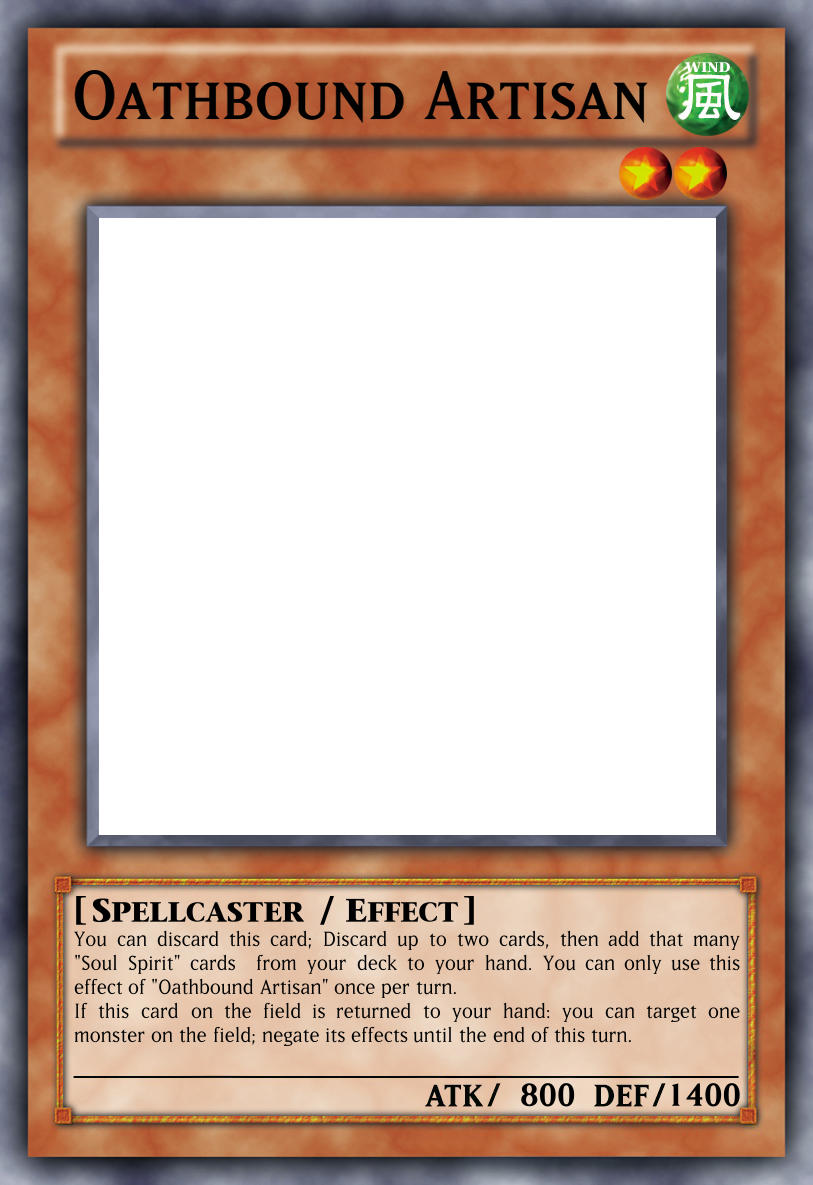 Oathbound Artisan
WIND
風
[Spellcaster / Effect]
You can discard this card; Discard up to two cards, then add that many
"Soul Spirit" cards from your deck to your hand. You can only use this
effect of "Oathbound Artisan" once per turn.
If this card on the field is returned to your hand: you can target one
monster on the field; negate its effects until the end of this turn.
ATK/ 800 DEF/1400